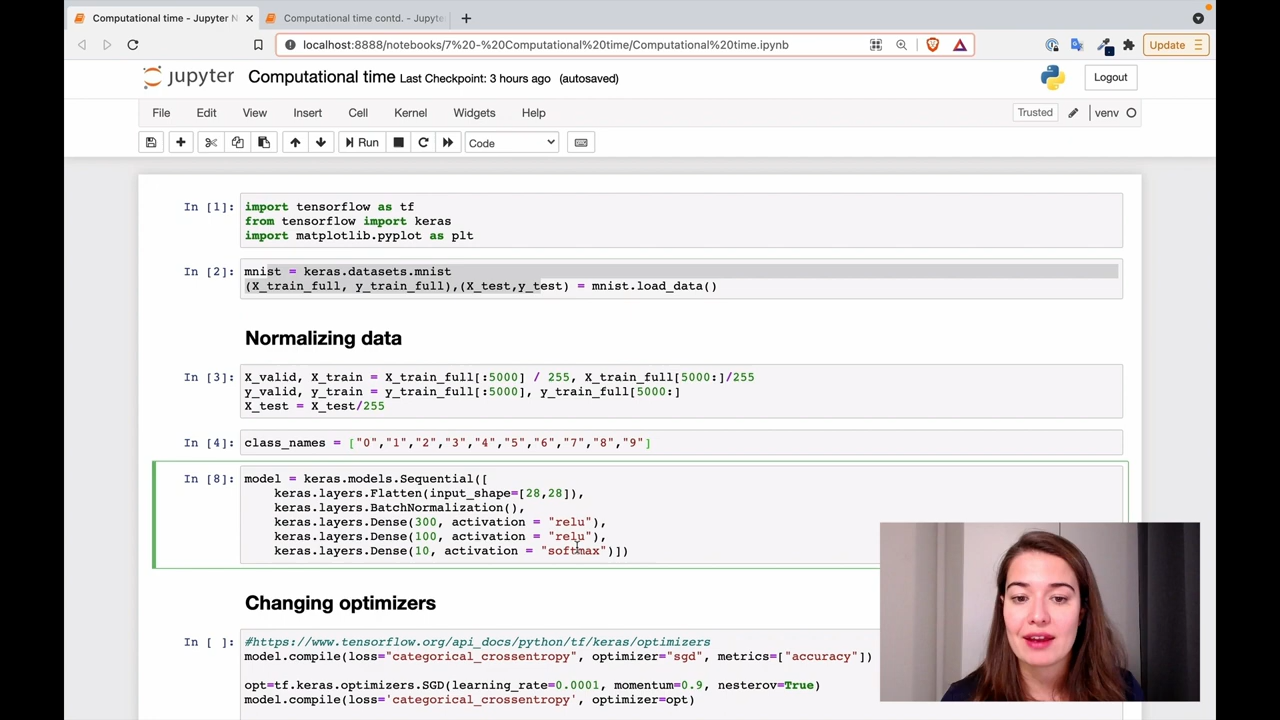 Computational time - Jupyter N
Computational time contd. - Jupyte
localhost:8888/notebooks/7%20-%20Computational%20time/Computational%20time.ipynb
Update
jupyter Computational time Last Checkpoint: 3 hours ago (autosaved)
Logout
File Edit View Insert Cell Kernel Widgets Help
Trusted
venv
Run
Code
In [1]: import tensorflow as tf
from tensorflow import keras
import matplotlib.pyplot as plt
In [2]: mnist = keras.datasets.mnist
(X_train_full, y_train_full),(X_test,y_test) = mnist.load_data()
Normalizing data
In [3]: X_valid, X_train = X_train_full[:5000] / 255, X_train_full[5000:]/255
y_valid, y_train = y_train_full[:5000], y_train_full[5000:]
X_test = X_test/255
In [4]: class_names = ["0","1","2","3","4","5","6","7","8","9"]
In [8]: model = keras.models.Sequential([
keras.layers.Flatten(input_shape=[28,28]),
keras.layers.BatchNormalization(),
keras.layers.Dense(300, activation = "relu"),
keras.layers.Dense(100, activation = "relu"),
keras.layers.Dense(10, activation = "softmax")])
Changing optimizers
In [ ]: #https://www.tensorflow.org/api_docs/python/tf/keras/optimizers
model.compile(loss="categorical_crossentropy", optimizer="sgd", metrics=["accuracy"])
opt=tf.keras.optimizers.SGD(learning_rate=0.0001, momentum=0.9, nesterov=True)
model.compile(loss='categorical_crossentropy', optimizer=opt)